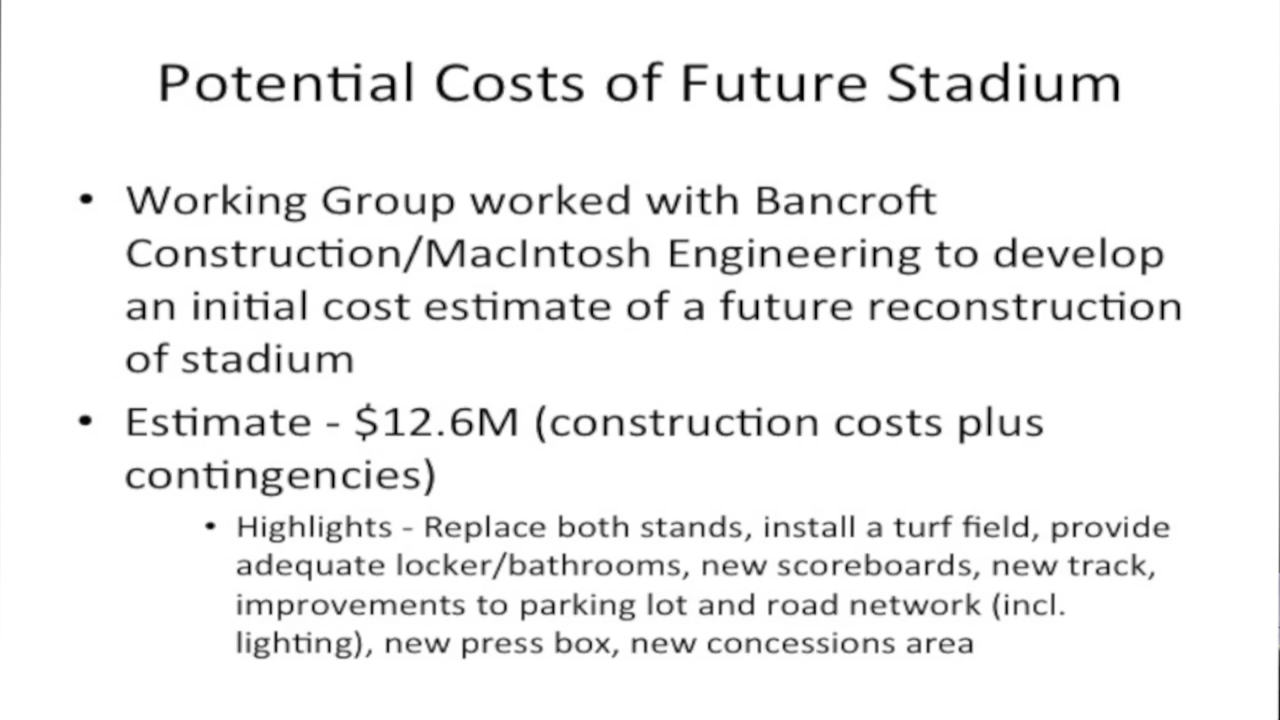 Potential Costs of Future Stadium
• Working Group worked with Bancroft
Construction/MacIntosh Engineering to develop
an initial cost estimate of a future reconstruction
of stadium
• Estimate - $12.6M (construction costs plus
contingencies)
• Highlights - Replace both stands, install a turf field, provide
adequate locker/bathrooms, new scoreboards, new track,
improvements to parking lot and road network (incl.
lighting), new press box, new concessions area